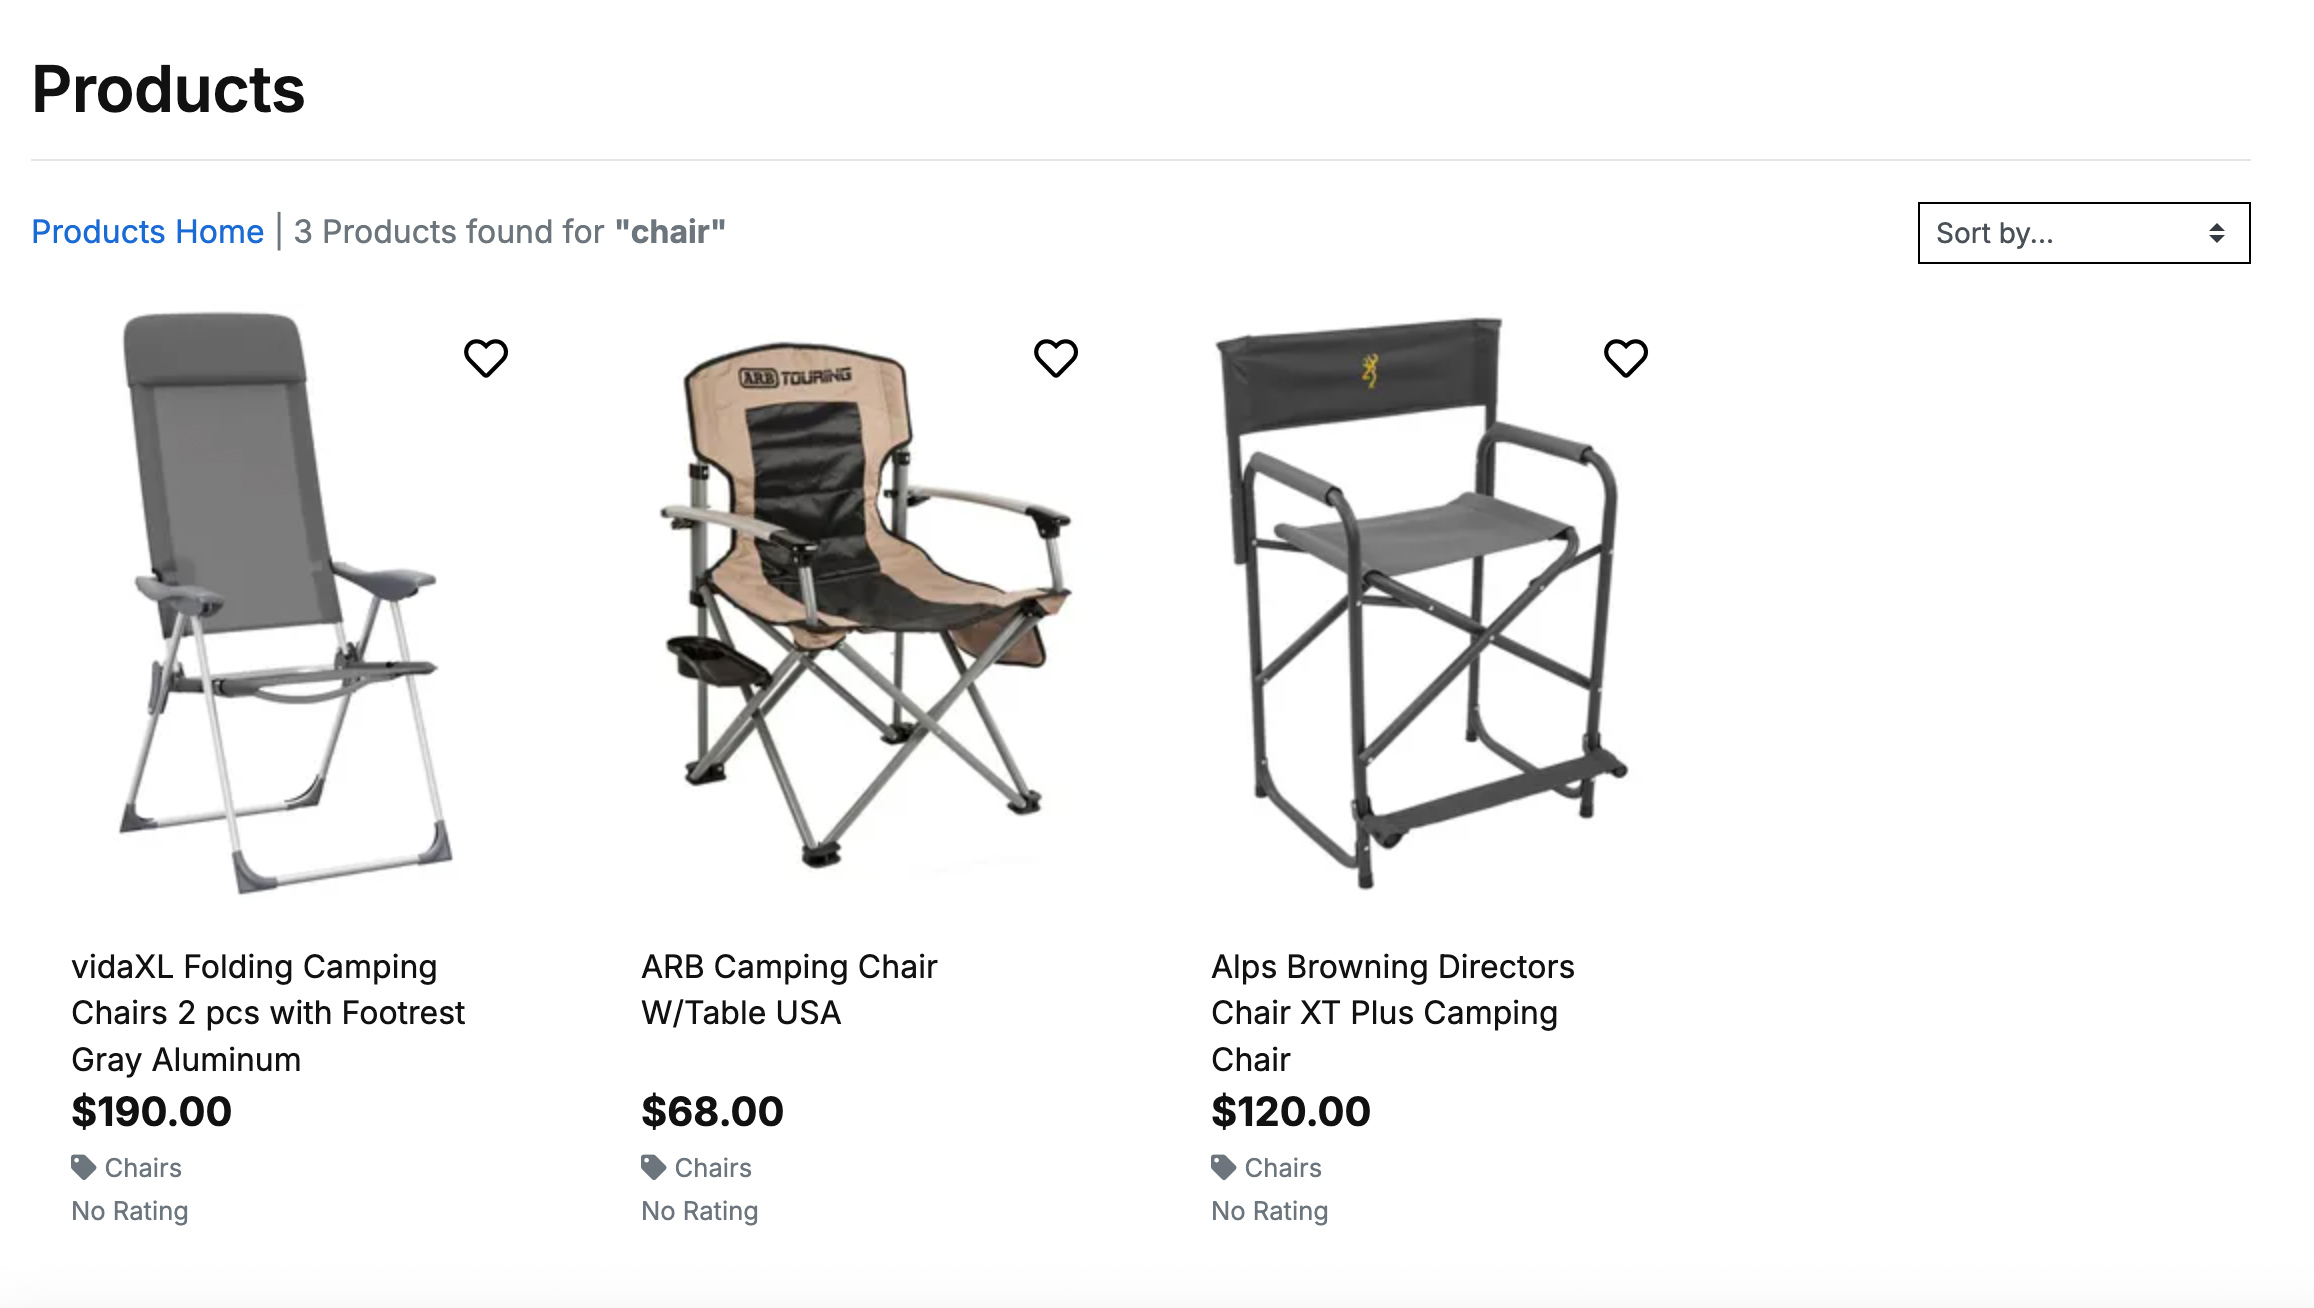 Products
Products Home | 3 Products found for "chair"
Sort by...
ARB TOURING
vidaXL Folding Camping
Chairs 2 pcs with Footrest
Gray Aluminum
$190.00
Chairs
No Rating
ARB Camping Chair
W/Table USA
$68.00
Chairs
No Rating
Alps Browning Directors
Chair XT Plus Camping
Chair
$120.00
Chairs
No Rating